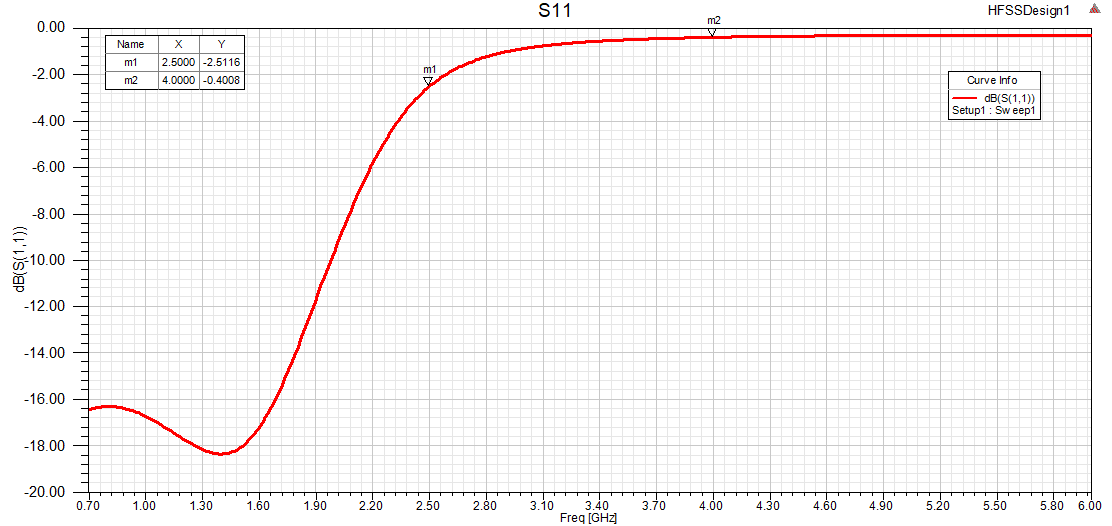 S11
HFSSDesign1
Name X Y
m1 2.5000 -2.5116
m2 4.0000 -0.4008
m1
m2
Curve Info
dB(S(1,1))
Setup1 : Sweep1
dB(S(1,1))
0.00
-2.00
-4.00
-6.00
-8.00
-10.00
-12.00
-14.00
-16.00
-18.00
-20.00
0.70 1.00 1.30 1.60 1.90 2.20 2.50 2.80 3.10 3.40 3.70 4.00 4.30 4.60 4.90 5.20 5.50 5.80 6.00
Freq [GHz]